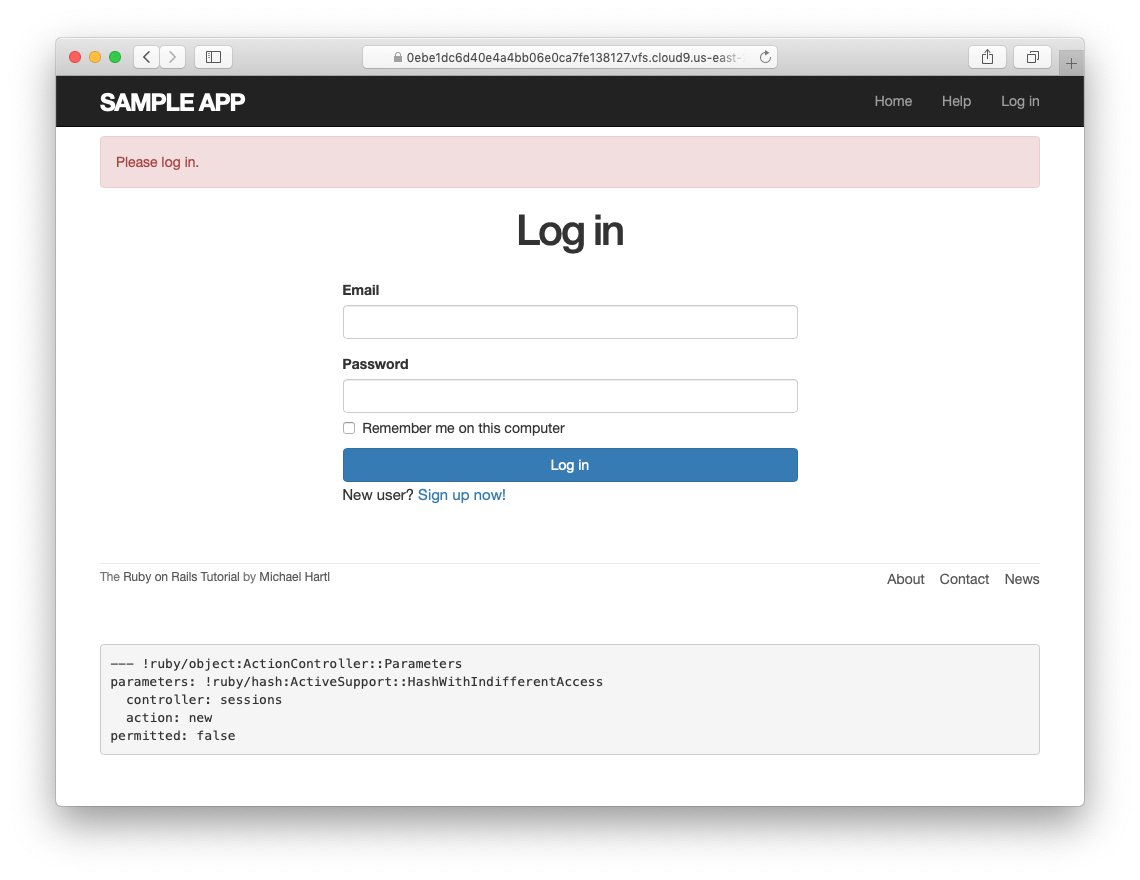 0ebe1dc6d40e4a4bb06e0ca7fe138127.vfs.cloud9.us-east-
SAMPLE APP
Home Help Log in
Please log in.
Log in
Email
Password
Remember me on this computer
Log in
New user? Sign up now!
The Ruby on Rails Tutorial by Michael Hartl
About Contact News
--- !ruby/object:ActionController::Parameters
parameters: !ruby/hash:ActiveSupport::HashWithIndifferentAccess
  controller: sessions
  action: new
permitted: false